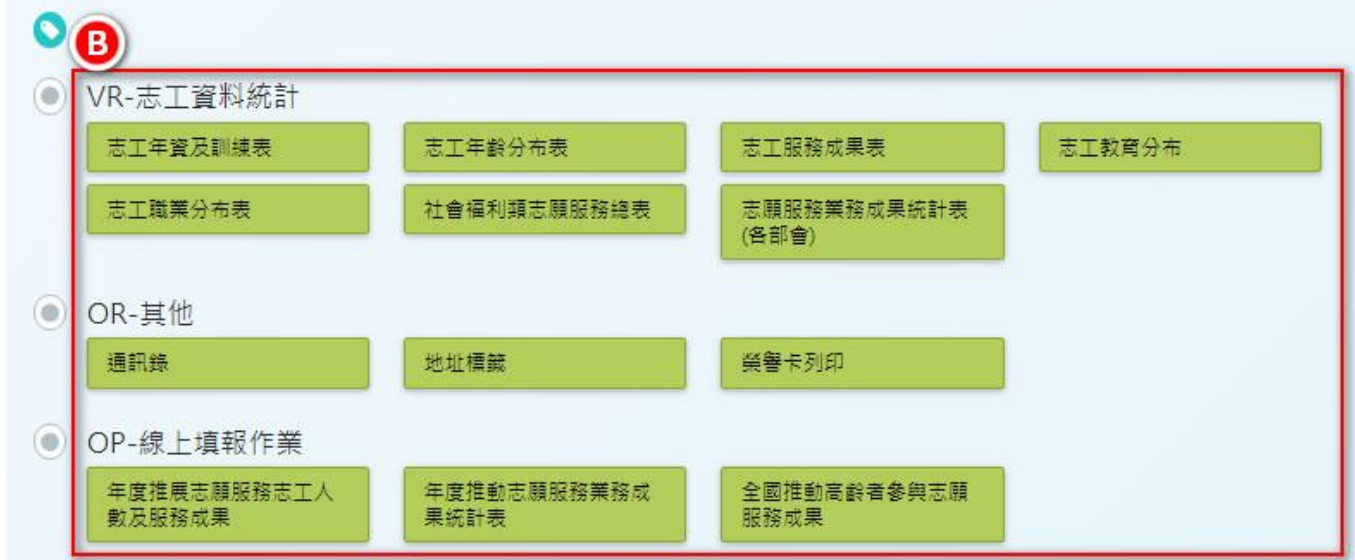 B
VR-志工資料統計
志工年資及訓練表
志工年齡分布表
志工服務成果表
志工教育分布
志工職業分布表
社會福利類志願服務總表
志願服務業務成果統計表
(各部會)
OR-其他
通訊錄
地址標籤
榮譽卡列印
OP-線上填報作業
年度推展志願服務志工人
數及服務成果
年度推動志願服務業務成
果統計表
全國推動高齡者參與志願
服務成果